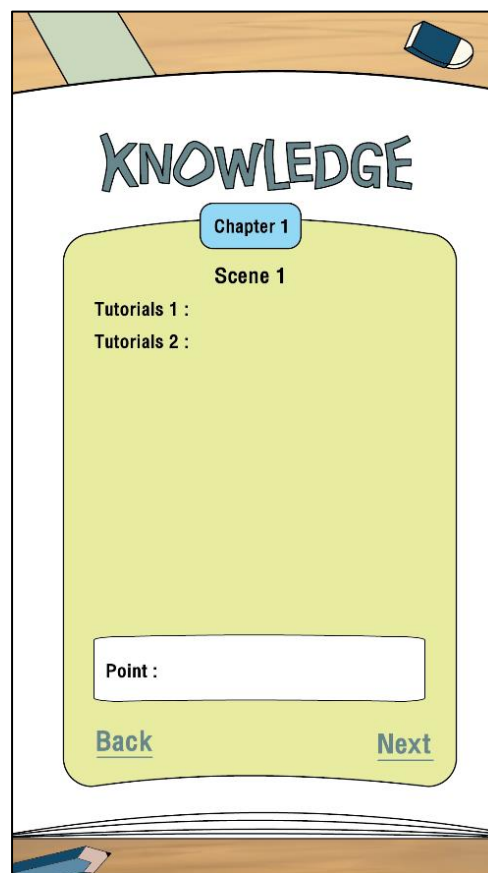 KNOWLEDGE
Chapter 1
Scene 1
Tutorials 1 :
Tutorials 2 :
Point :
Back
Next